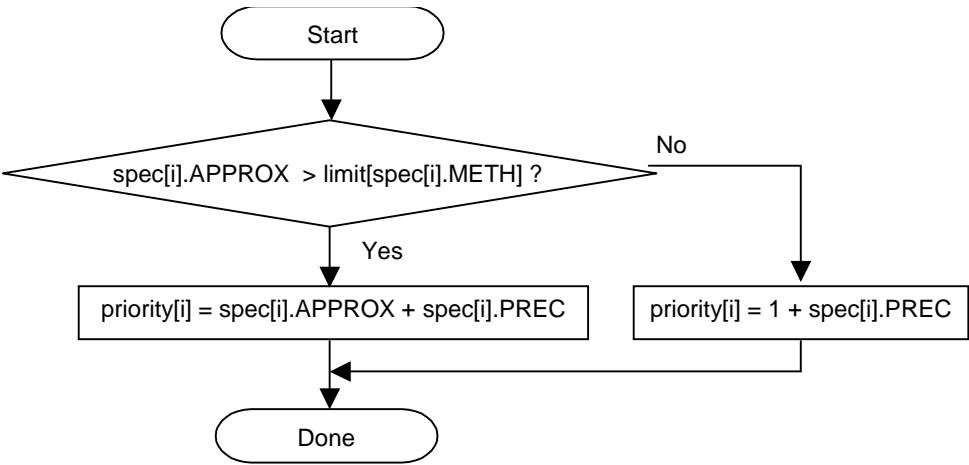 Start
spec[i].APPROX > limit[spec[i].METH] ?
No
Yes
priority[i] = spec[i].APPROX + spec[i].PREC
priority[i] = 1 + spec[i].PREC
Done